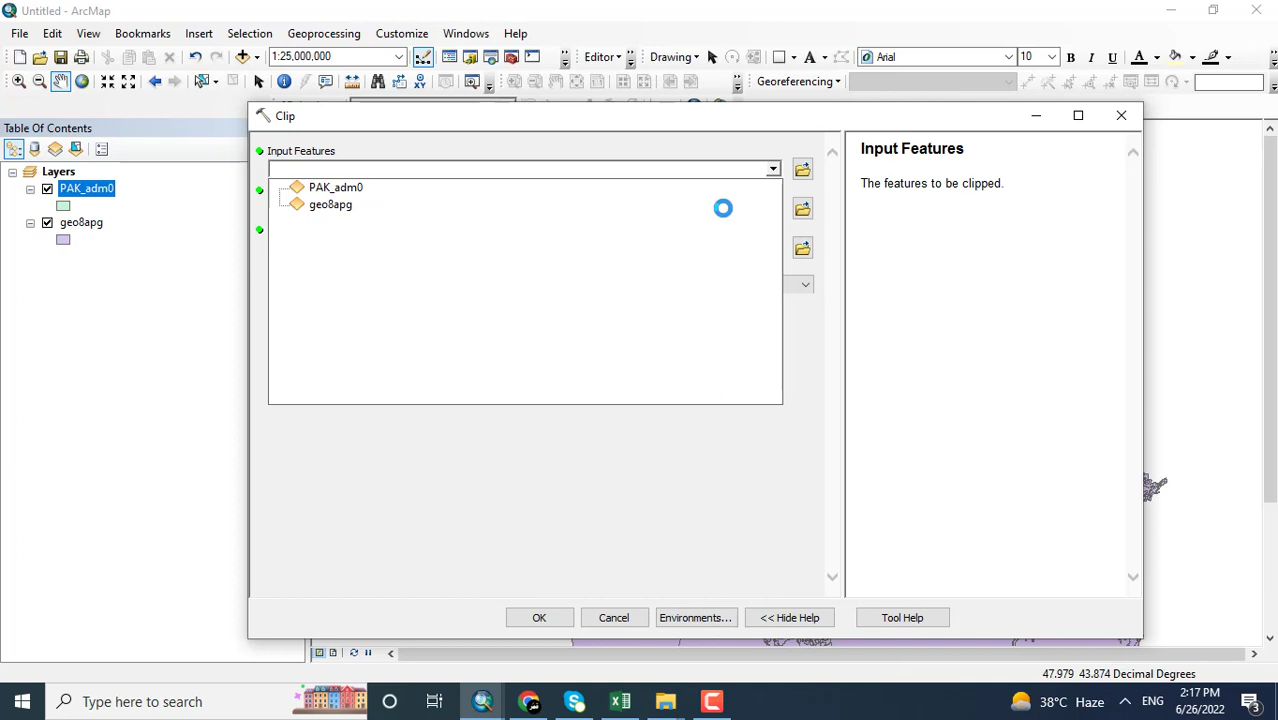 Untitled - ArcMap
File Edit View Bookmarks Insert Selection Geoprocessing Customize Windows Help
1:25,000,000 Editor Drawing A Arial 10 B I U A
Georeferencing
Table Of Contents
Clip
Layers
PAK_adm0
geo8apg
Input Features
PAK_adm0
geo8apg
Input Features
The features to be clipped.
OK Cancel Environments... << Hide Help Tool Help
47.979 43.874 Decimal Degrees
Type here to search
38°C Haze ENG 2:17 PM
6/26/2022 3